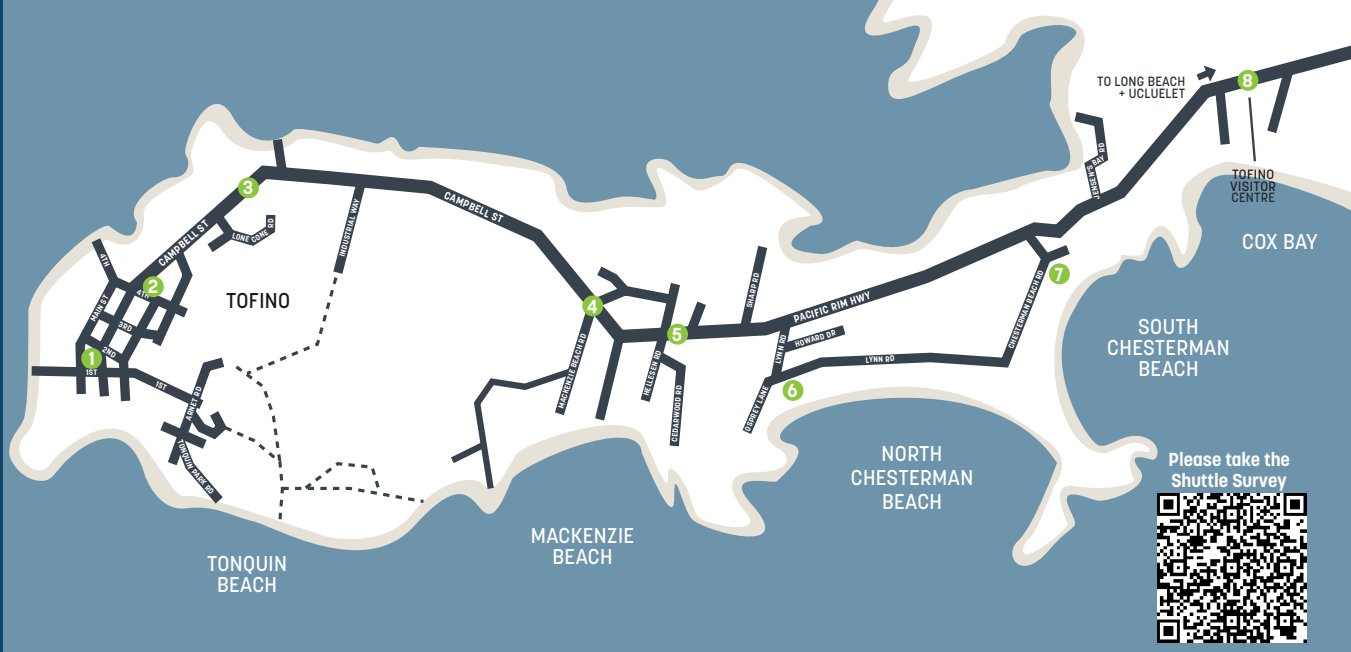 TO LONG BEACH
+ UCLUELET
8
TOFINO
VISITOR
CENTRE
COX BAY
JENSEN'S BAY RD
3
CAMPBELL ST
CAMPBELL ST
INDUSTRIAL WAY
LONE CONE RD
4TH
2
4TH
MAIN ST
3RD
2ND
1
1ST
1ST
TOFINO
ARNET RD
TONQUIN PARK RD
4
5
MACKENZIE BEACH RD
HELLESEN RD
CEDARWOOD RD
SHARP RD
PACIFIC RIM HWY
LYNN RD
HOWARD DR
LYNN RD
OSPREY LANE
6
CHESTERMAN BEACH RD
7
SOUTH
CHESTERMAN
BEACH
NORTH
CHESTERMAN
BEACH
MACKENZIE
BEACH
TONQUIN
BEACH
Please take the
Shuttle Survey